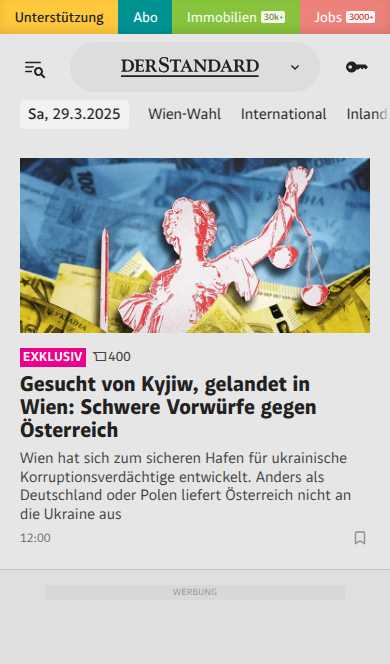 Unterstützung Abo Immobilien 30k+ Jobs 3000+
DERSTANDARD
Sa, 29.3.2025 Wien-Wahl International Inland
EXKLUSIV 400
Gesucht von Kyjiw, gelandet in
Wien: Schwere Vorwürfe gegen
Österreich
Wien hat sich zum sicheren Hafen für ukrainische
Korruptionsverdächtige entwickelt. Anders als
Deutschland oder Polen liefert Österreich nicht an
die Ukraine aus
12:00
WERBUNG